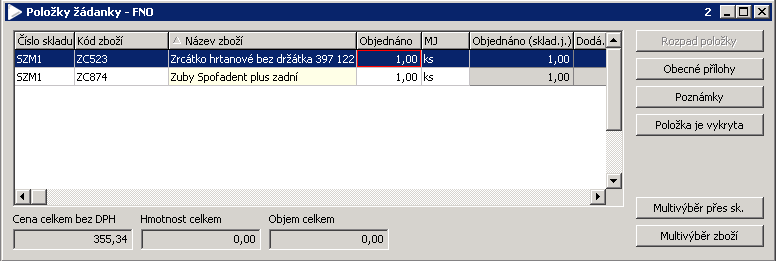 Položky žádanky - FNO 2
Číslo skladu Kód zboží Název zboží Objednáno MJ Objednáno (sklad.j.) Dodá.
SZM1 ZC523 Zrcátko hrtanové bez držátka 397 122 1,00 ks 1,00
SZM1 ZC874 Zuby Spofadent plus zadní 1,00 ks 1,00
Rozpad položky
Obecné přílohy
Poznámky
Položka je vykryta
Multivýběr přes sk.
Multivýběr zboží
Cena celkem bez DPH Hmotnost celkem Objem celkem
355,34 0,00 0,00